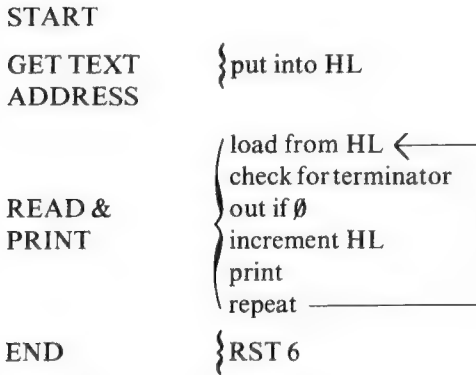 START
GET TEXT put into HL
ADDRESS
load from HL
check for terminator
READ & out if Ø
PRINT increment HL
print
repeat
END RST 6